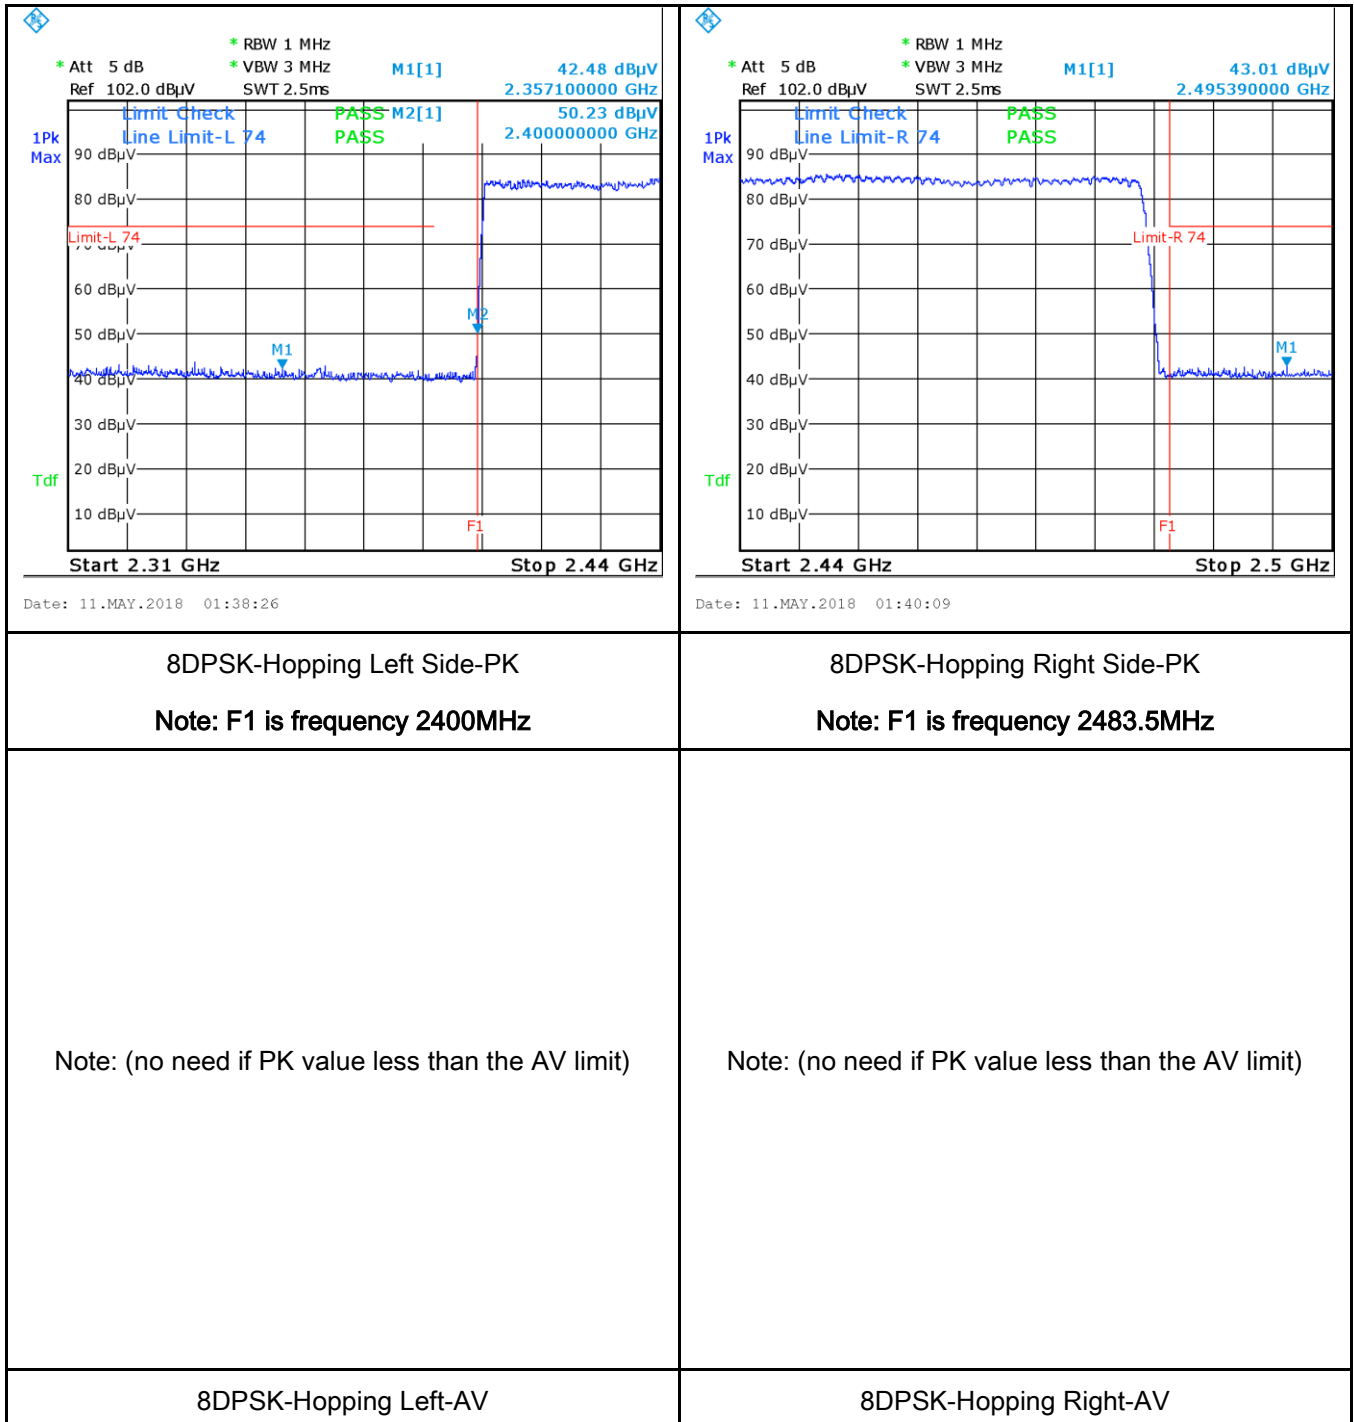 * RBW 1 MHz
* Att 5 dB * VBW 3 MHz M1[1] 42.48 dBµV
Ref 102.0 dBµV SWT 2.5ms 2.357100000 GHz
Limit Check PASS M2[1] 50.23 dBµV
1Pk Line Limit-L 74 PASS 2.400000000 GHz
Max 90 dBµV
80 dBµV
Limit-L 74
70 dBµV
60 dBµV
M2
50 dBµV
M1
40 dBµV
30 dBµV
Tdf 20 dBµV
10 dBµV
F1
Start 2.31 GHz Stop 2.44 GHz
Date: 11.MAY.2018 01:38:26
* RBW 1 MHz
* Att 5 dB * VBW 3 MHz M1[1] 43.01 dBµV
Ref 102.0 dBµV SWT 2.5ms 2.495390000 GHz
Limit Check PASS
1Pk Line Limit-R 74 PASS
Max 90 dBµV
80 dBµV
Limit-R 74
70 dBµV
60 dBµV
50 dBµV
M1
40 dBµV
30 dBµV
Tdf 20 dBµV
10 dBµV
F1
Start 2.44 GHz Stop 2.5 GHz
Date: 11.MAY.2018 01:40:09
8DPSK-Hopping Left Side-PK
Note: F1 is frequency 2400MHz
8DPSK-Hopping Right Side-PK
Note: F1 is frequency 2483.5MHz
Note: (no need if PK value less than the AV limit)
Note: (no need if PK value less than the AV limit)
8DPSK-Hopping Left-AV
8DPSK-Hopping Right-AV